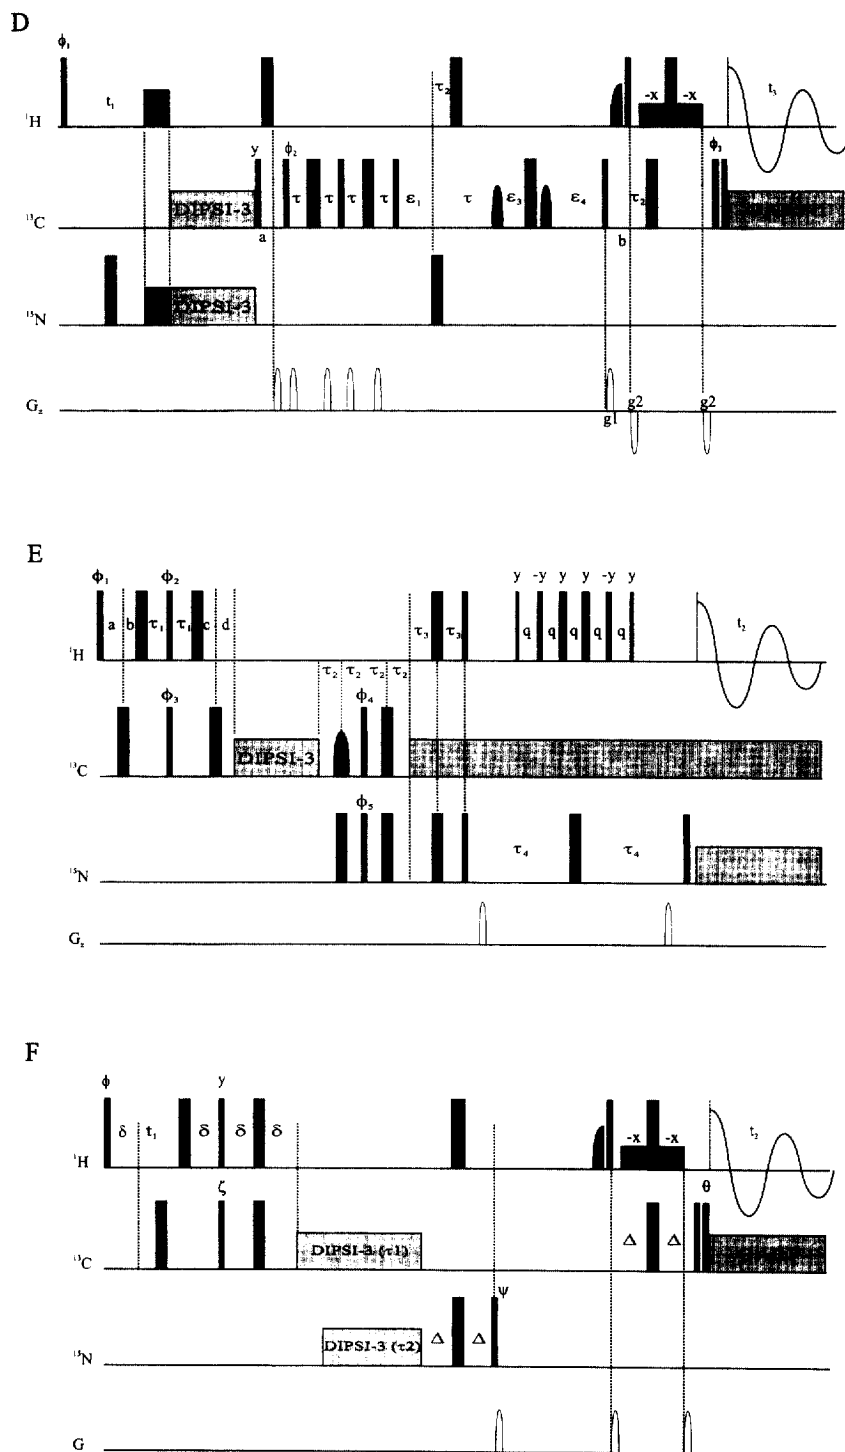 D
ϕ₁
t₁ τ₂ -x -x t₃
¹H
y ϕ₂ ϕ₃
DIPSI-3 τ τ τ τ ε₁ τ ε₃ ε₄ τ₂
¹³C
a b
DIPSI-3
¹⁵N
G_z
g1 g2 g2
E
ϕ₁ ϕ₂ y -y y y -y y
a b τ₁ τ₁ c d τ₃ τ₃ q q q q q t₂
¹H
τ₂ τ₂ τ₂ τ₂
ϕ₃ ϕ₄
DIPSI-3
¹³C
ϕ₅
τ₄ τ₄
¹⁵N
G_z
F
ϕ y
δ t₁ δ δ δ -x -x t₂
¹H
ζ θ
DIPSI-3 (τ1) Δ Δ
¹³C
ψ
DIPSI-3 (τ2) Δ Δ
¹⁵N
G